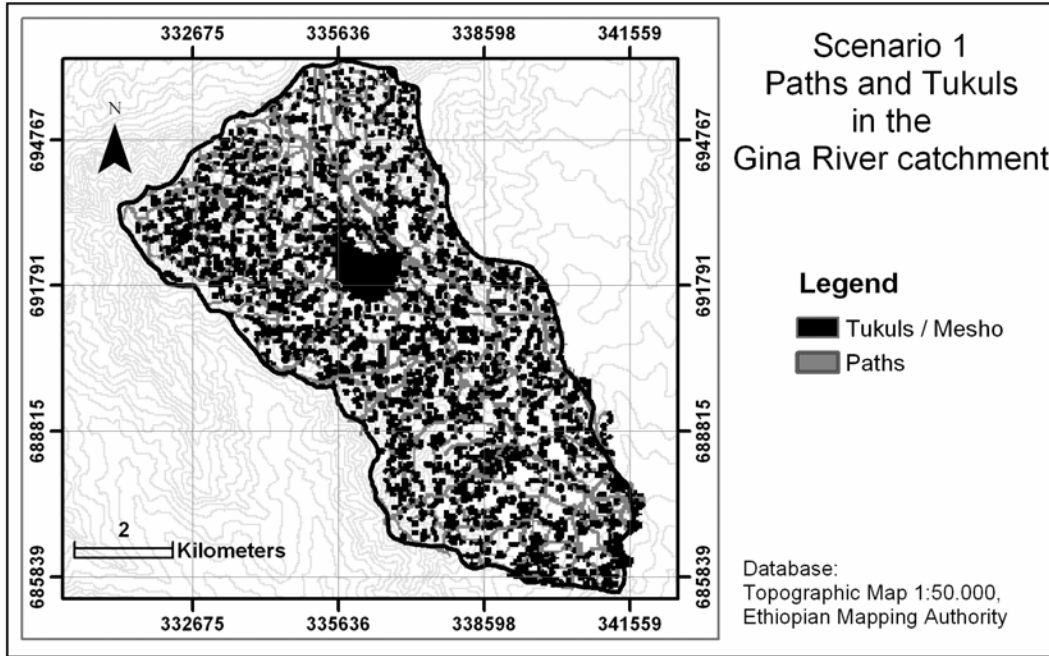 Scenario 1
Paths and Tukuls
in the
Gina River catchment
332675 335636 338598 341559
694767 694767
691791 691791
688815 688815
685839 685839
332675 335636 338598 341559
N
2
Kilometers
Legend
Tukuls / Mesho
Paths
Database:
Topographic Map 1:50.000,
Ethiopian Mapping Authority